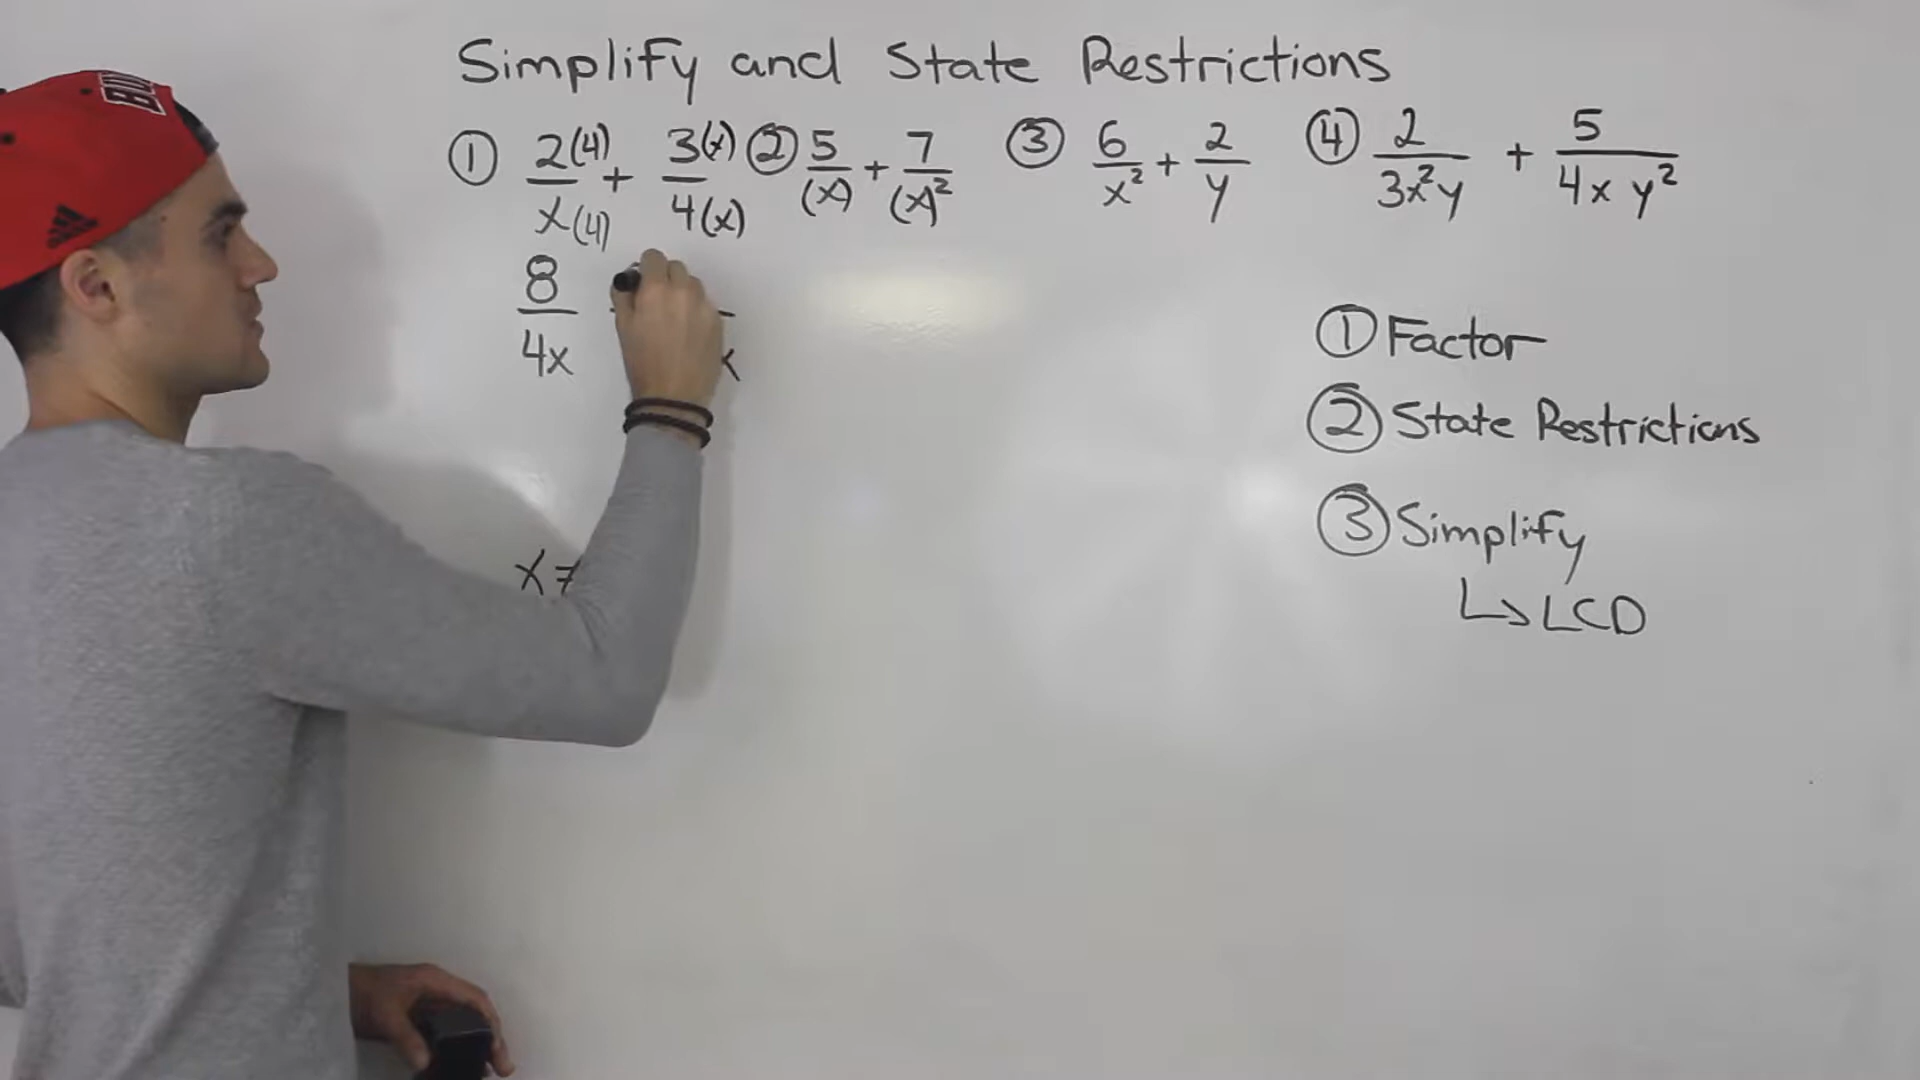 Simplify and State Restrictions
① 2(4)/x(4) + 3(x)/4(x) ② 5/(x) + 7/(x)² ③ 6/x² + 2/y ④ 2/3x²y + 5/4xy²
8/4x x
① Factor
② State Restrictions
x ≠
③ Simplify
↳ LCD